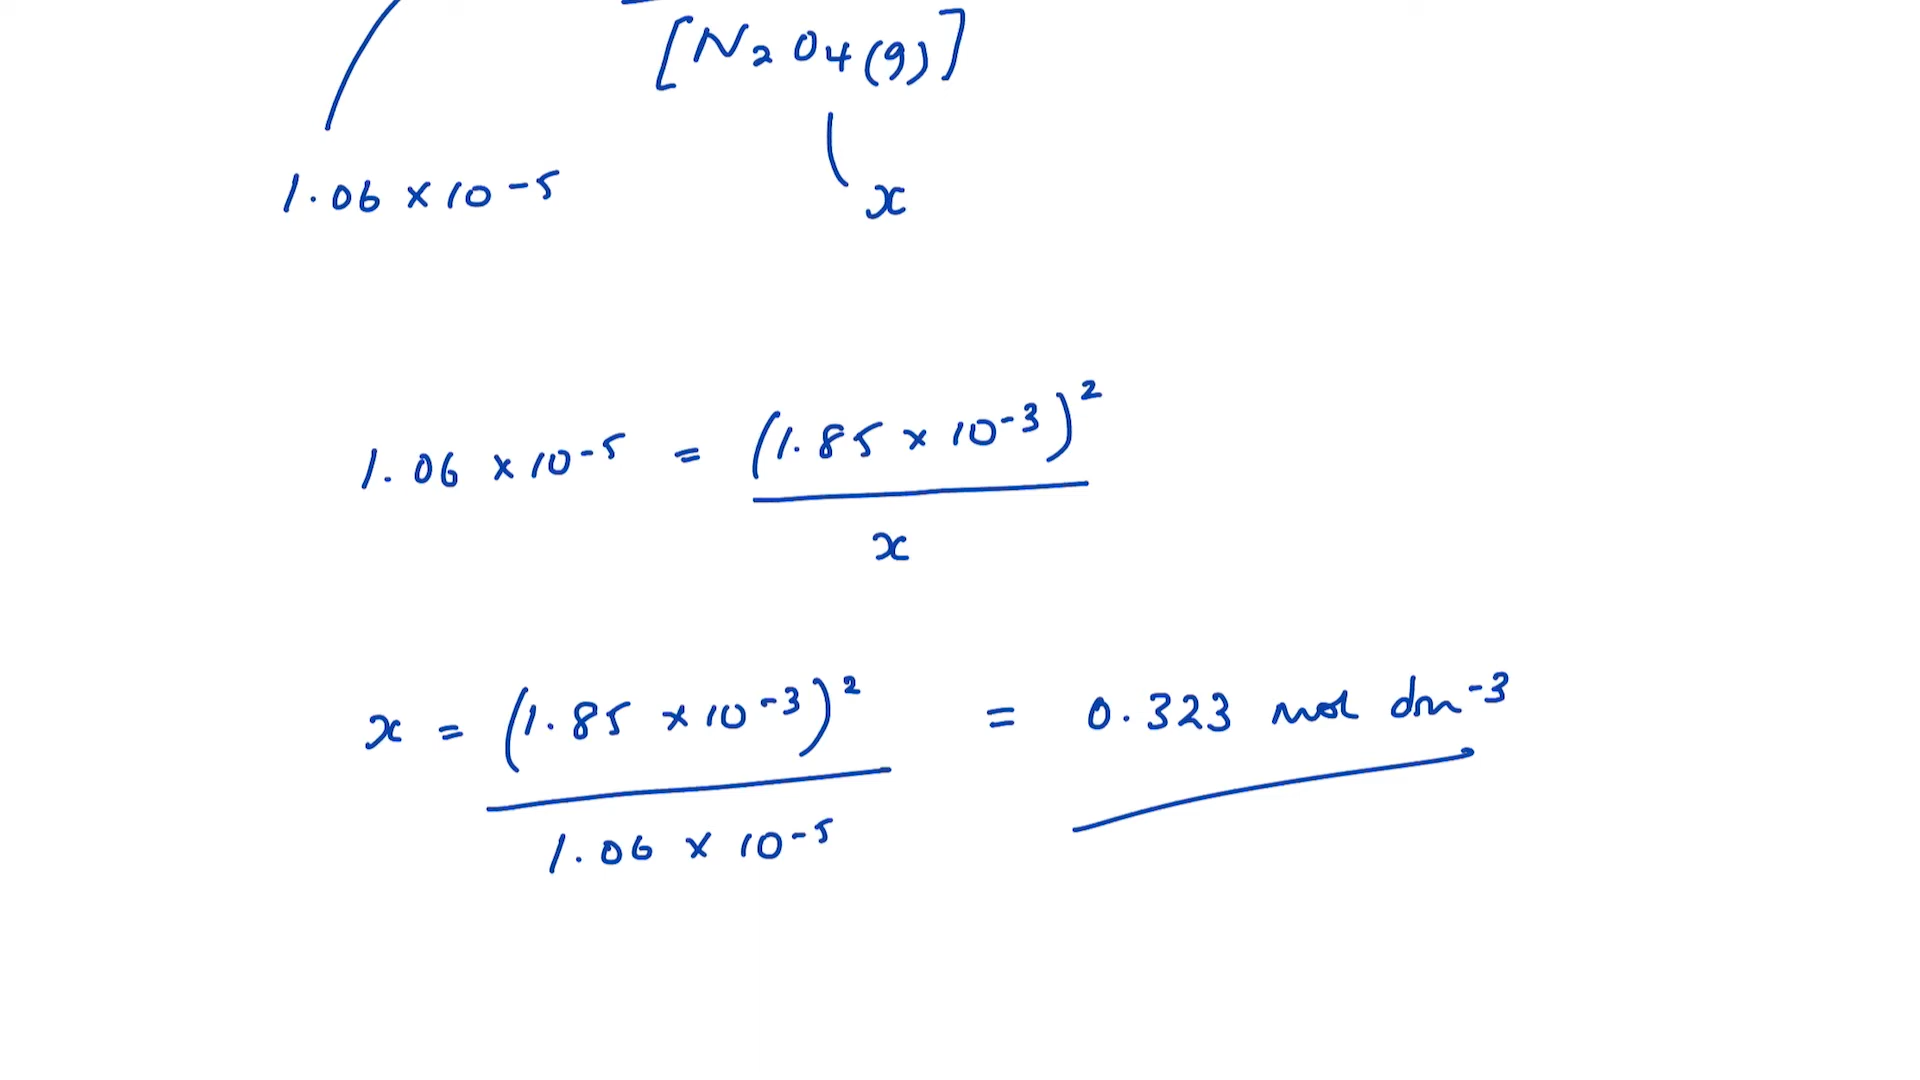 [N₂O₄(g)]
1.06 × 10⁻⁵ x
1.06 × 10⁻⁵ = (1.85 × 10⁻³)² / x
x = (1.85 × 10⁻³)² / 1.06 × 10⁻⁵ = 0.323 mol dm⁻³